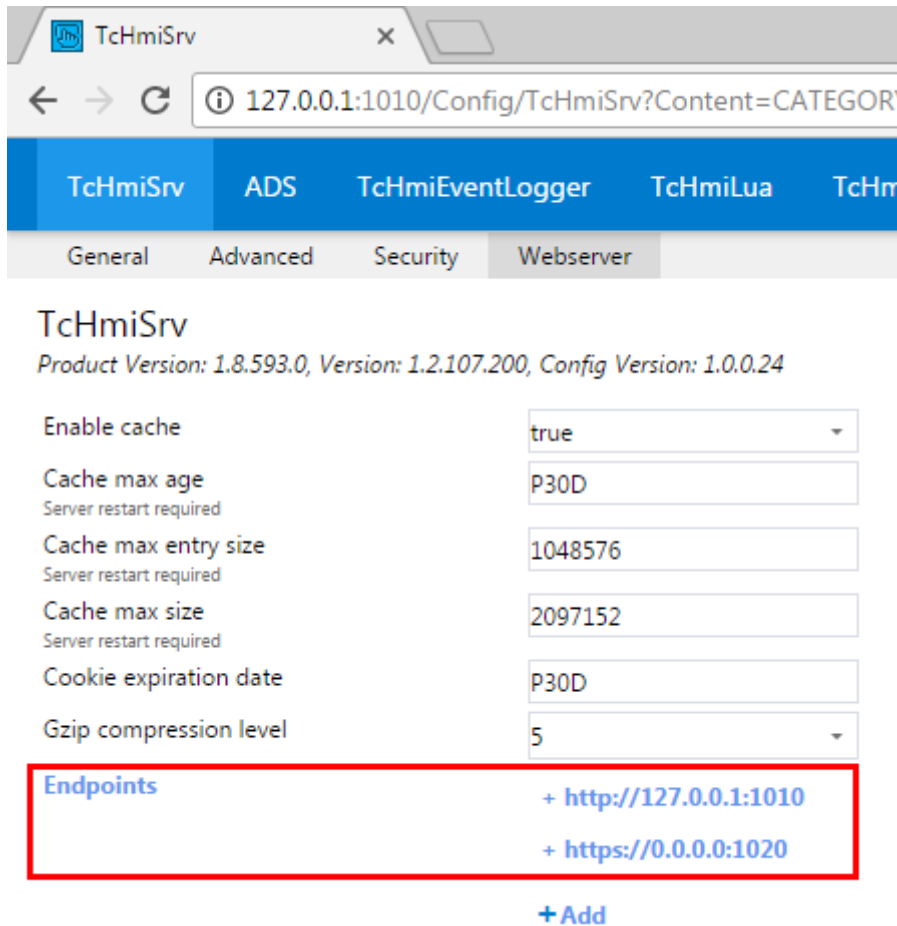 TcHmiSrv
127.0.0.1:1010/Config/TcHmiSrv?Content=CATEGORY
TcHmiSrv ADS TcHmiEventLogger TcHmiLua TcHm
General Advanced Security Webserver
TcHmiSrv
Product Version: 1.8.593.0, Version: 1.2.107.200, Config Version: 1.0.0.24
Enable cache true
Cache max age P30D
Server restart required
Cache max entry size 1048576
Server restart required
Cache max size 2097152
Server restart required
Cookie expiration date P30D
Gzip compression level 5
Endpoints + http://127.0.0.1:1010
+ https://0.0.0.0:1020
+Add